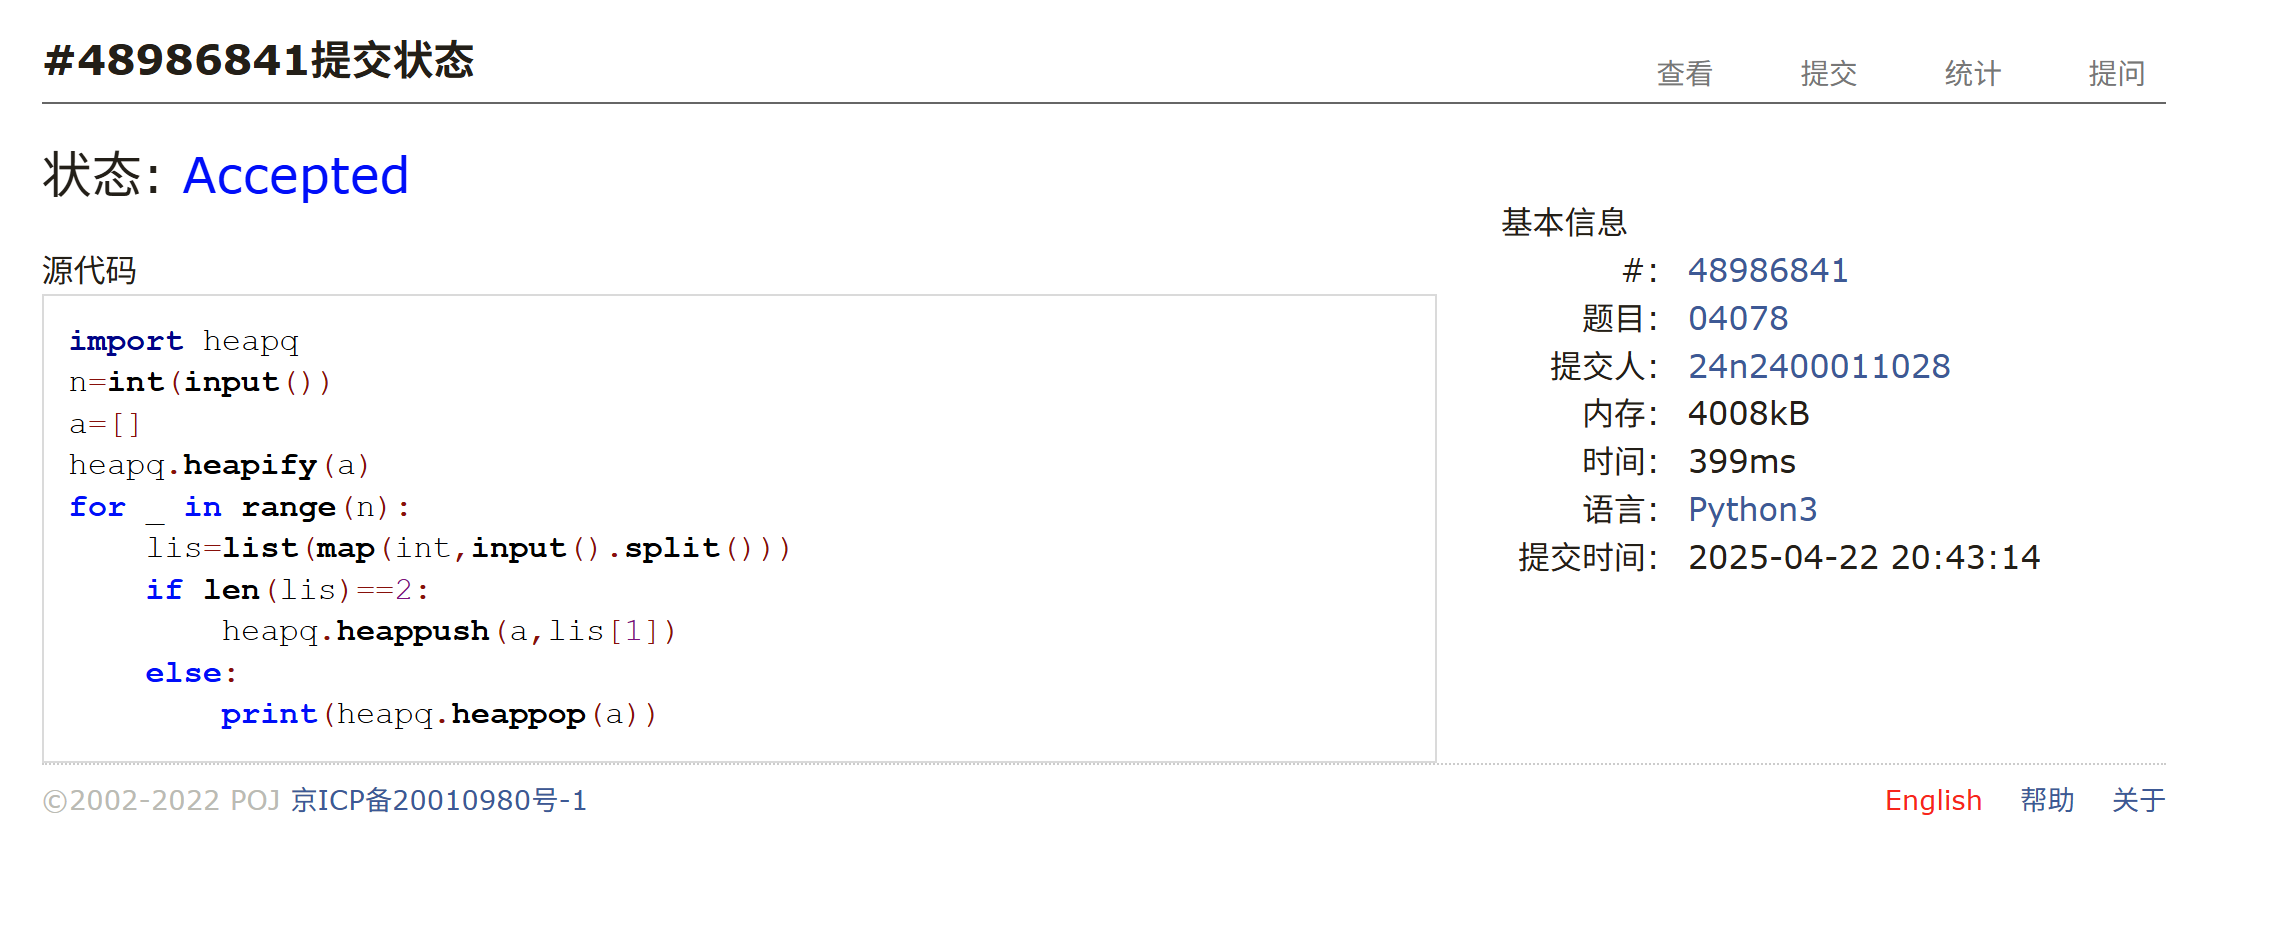 #48986841提交状态
查看 提交 统计 提问
状态: Accepted
源代码
import heapq
n=int(input())
a=[]
heapq.heapify(a)
for _ in range(n):
    lis=list(map(int,input().split()))
    if len(lis)==2:
        heapq.heappush(a,lis[1])
    else:
        print(heapq.heappop(a))
基本信息
#: 48986841
题目: 04078
提交人: 24n2400011028
内存: 4008kB
时间: 399ms
语言: Python3
提交时间: 2025-04-22 20:43:14
©2002-2022 POJ 京ICP备20010980号-1
English 帮助 关于